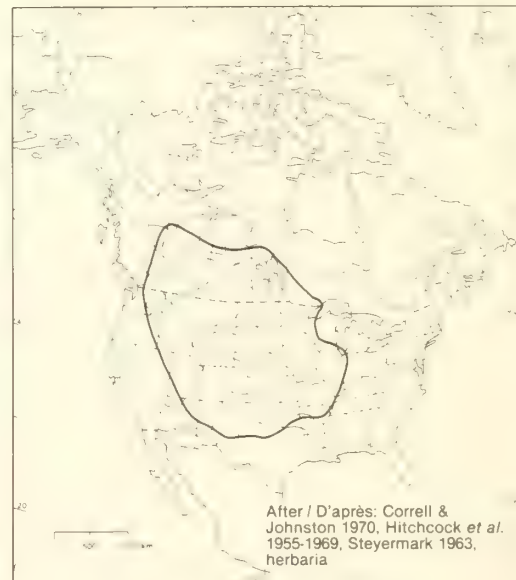 After / D'après: Correll &
Johnston 1970, Hitchcock et al.
1955-1969, Steyermark 1963,
herbaria